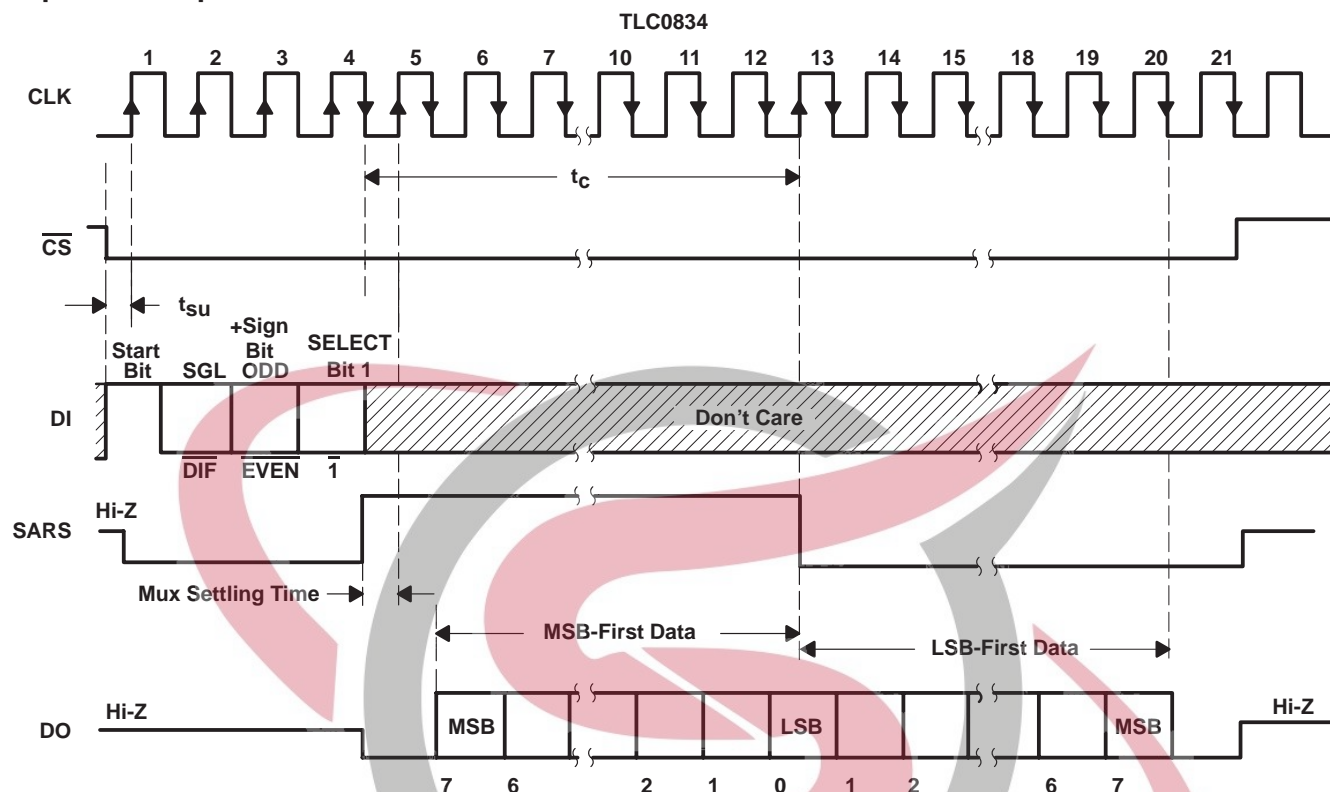 TLC0834
1 2 3 4 5 6 7 10 11 12 13 14 15 18 19 20 21
CLK
tc
CS
tsu
+Sign
Start Bit SELECT
Bit SGL ODD Bit 1
DI Don't Care
DIF EVEN 1
Hi-Z
SARS
Mux Settling Time
MSB-First Data
LSB-First Data
Hi-Z Hi-Z
DO MSB LSB MSB
7 6 2 1 0 1 2 6 7